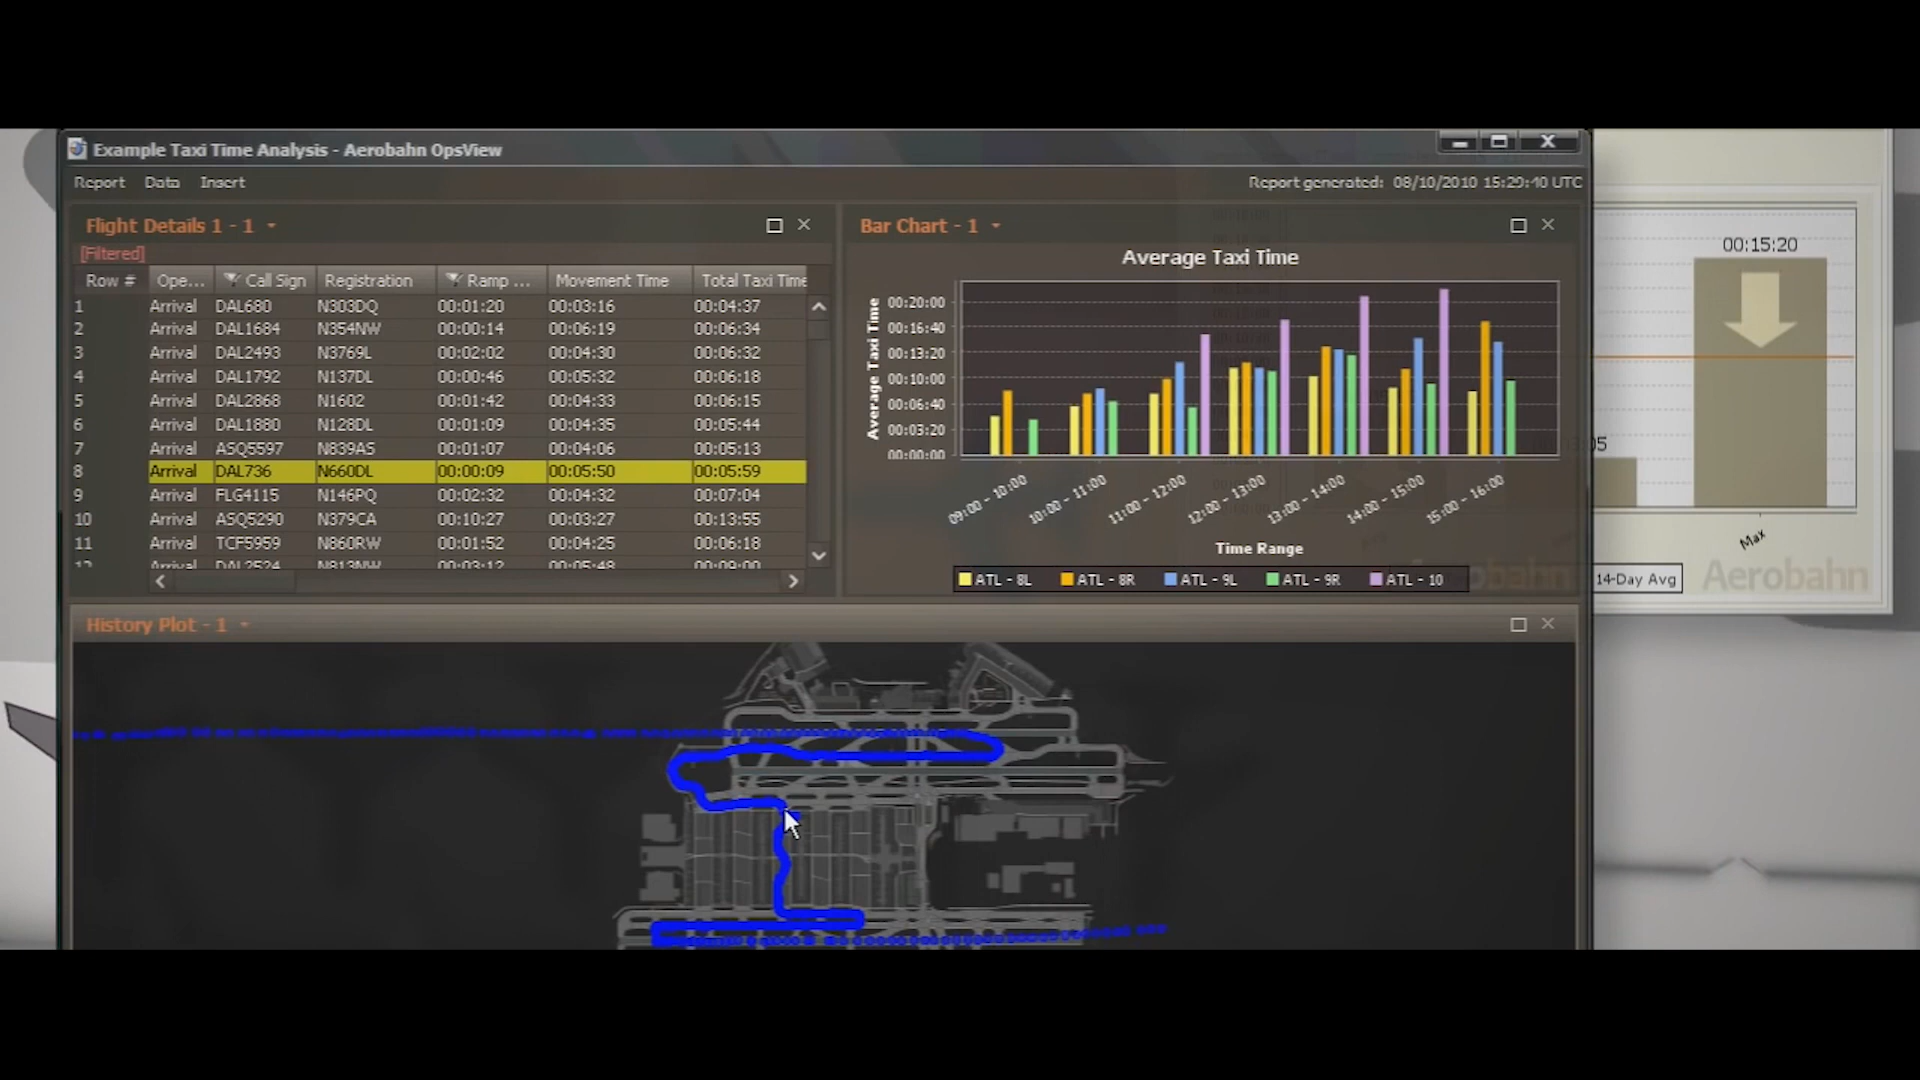 Example Taxi Time Analysis - Aerobahn OpsView
Report Data Insert
Report generated: 08/10/2010 15:29:40 UTC
Flight Details 1 - 1
[Filtered]
Row # Ope... Call Sign Registration Ramp ... Movement Time Total Taxi Time
1 Arrival DAL680 N303DQ 00:01:20 00:03:16 00:04:37
2 Arrival DAL1684 N354NW 00:00:14 00:06:19 00:06:34
3 Arrival DAL2493 N3769L 00:02:02 00:04:30 00:06:32
4 Arrival DAL1792 N137DL 00:00:46 00:05:32 00:06:18
5 Arrival DAL2868 N1602 00:01:42 00:04:33 00:06:15
6 Arrival DAL1880 N128DL 00:01:09 00:04:35 00:05:44
7 Arrival ASQ5597 N839AS 00:01:07 00:04:06 00:05:13
8 Arrival DAL736 N660DL 00:00:09 00:05:50 00:05:59
9 Arrival FLG4115 N146PQ 00:02:32 00:04:32 00:07:04
10 Arrival ASQ5290 N379CA 00:10:27 00:03:27 00:13:55
11 Arrival TCF5959 N860RW 00:01:52 00:04:25 00:06:18
12 Arrival DAL2524 N813NW 00:03:12 00:05:48 00:09:00
Bar Chart - 1
Average Taxi Time
Average Taxi Time
00:20:00
00:16:40
00:13:20
00:10:00
00:06:40
00:03:20
00:00:00
09:00 - 10:00
10:00 - 11:00
11:00 - 12:00
12:00 - 13:00
13:00 - 14:00
14:00 - 15:00
15:00 - 16:00
Time Range
ATL - 8L ATL - 8R ATL - 9L ATL - 9R ATL - 10
00:15:20
Max
14-Day Avg
Aerobahn
History Plot - 1